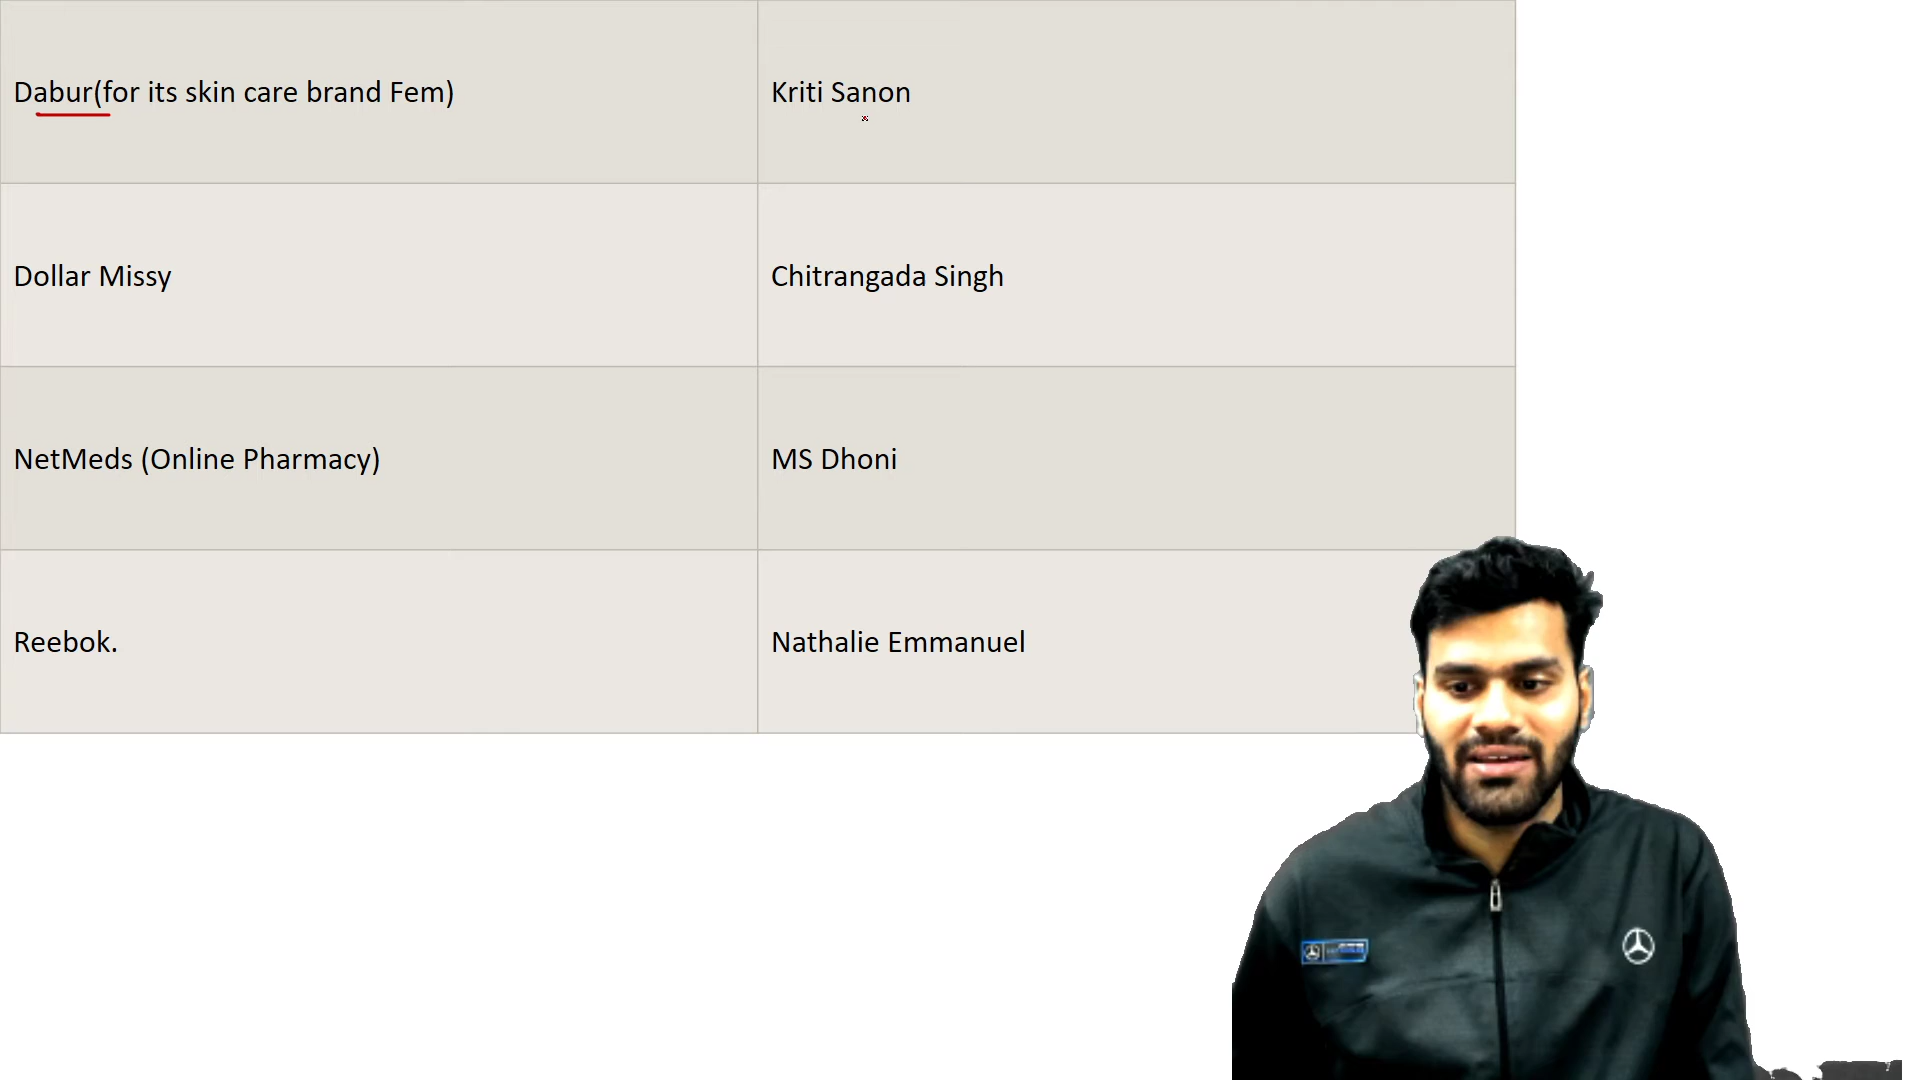 Dabur(for its skin care brand Fem)
Kriti Sanon
Dollar Missy
Chitrangada Singh
NetMeds (Online Pharmacy)
MS Dhoni
Reebok.
Nathalie Emmanuel